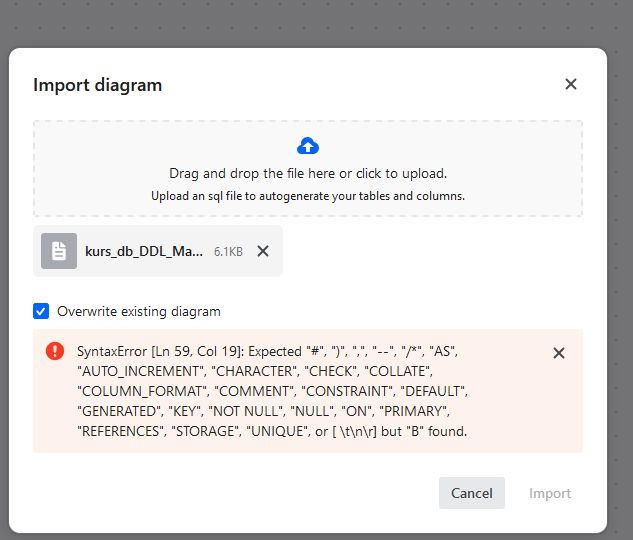 Import diagram
Drag and drop the file here or click to upload.
Upload an sql file to autogenerate your tables and columns.
kurs_db_DDL_Ma... 6.1KB
Overwrite existing diagram
SyntaxError [Ln 59, Col 19]: Expected "#", ")", ",", "--", "/*", "AS",
"AUTO_INCREMENT", "CHARACTER", "CHECK", "COLLATE",
"COLUMN_FORMAT", "COMMENT", "CONSTRAINT", "DEFAULT",
"GENERATED", "KEY", "NOT NULL", "NULL", "ON", "PRIMARY",
"REFERENCES", "STORAGE", "UNIQUE", or [ \t\n\r] but "B" found.
Cancel Import